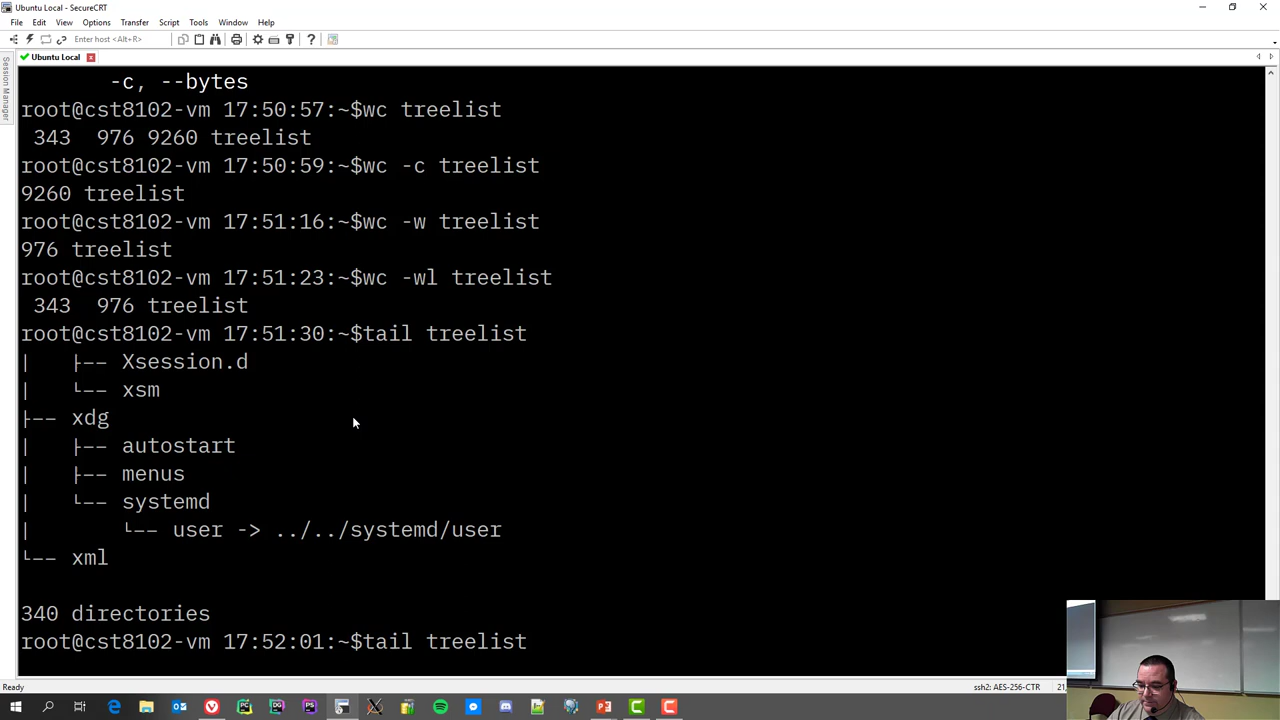 Ubuntu Local - SecureCRT
File Edit View Options Transfer Script Tools Window Help
Enter host <Alt+R>
Ubuntu Local
Session Manager
-c, --bytes
root@cst8102-vm 17:50:57:~$wc treelist
343 976 9260 treelist
root@cst8102-vm 17:50:59:~$wc -c treelist
9260 treelist
root@cst8102-vm 17:51:16:~$wc -w treelist
976 treelist
root@cst8102-vm 17:51:23:~$wc -wl treelist
343 976 treelist
root@cst8102-vm 17:51:30:~$tail treelist
│   ├── Xsession.d
│   └── xsm
├── xdg
│   ├── autostart
│   ├── menus
│   └── systemd
│       └── user -> ../../systemd/user
└── xml
340 directories
root@cst8102-vm 17:52:01:~$tail treelist
Ready
ssh2: AES-256-CTR
21,